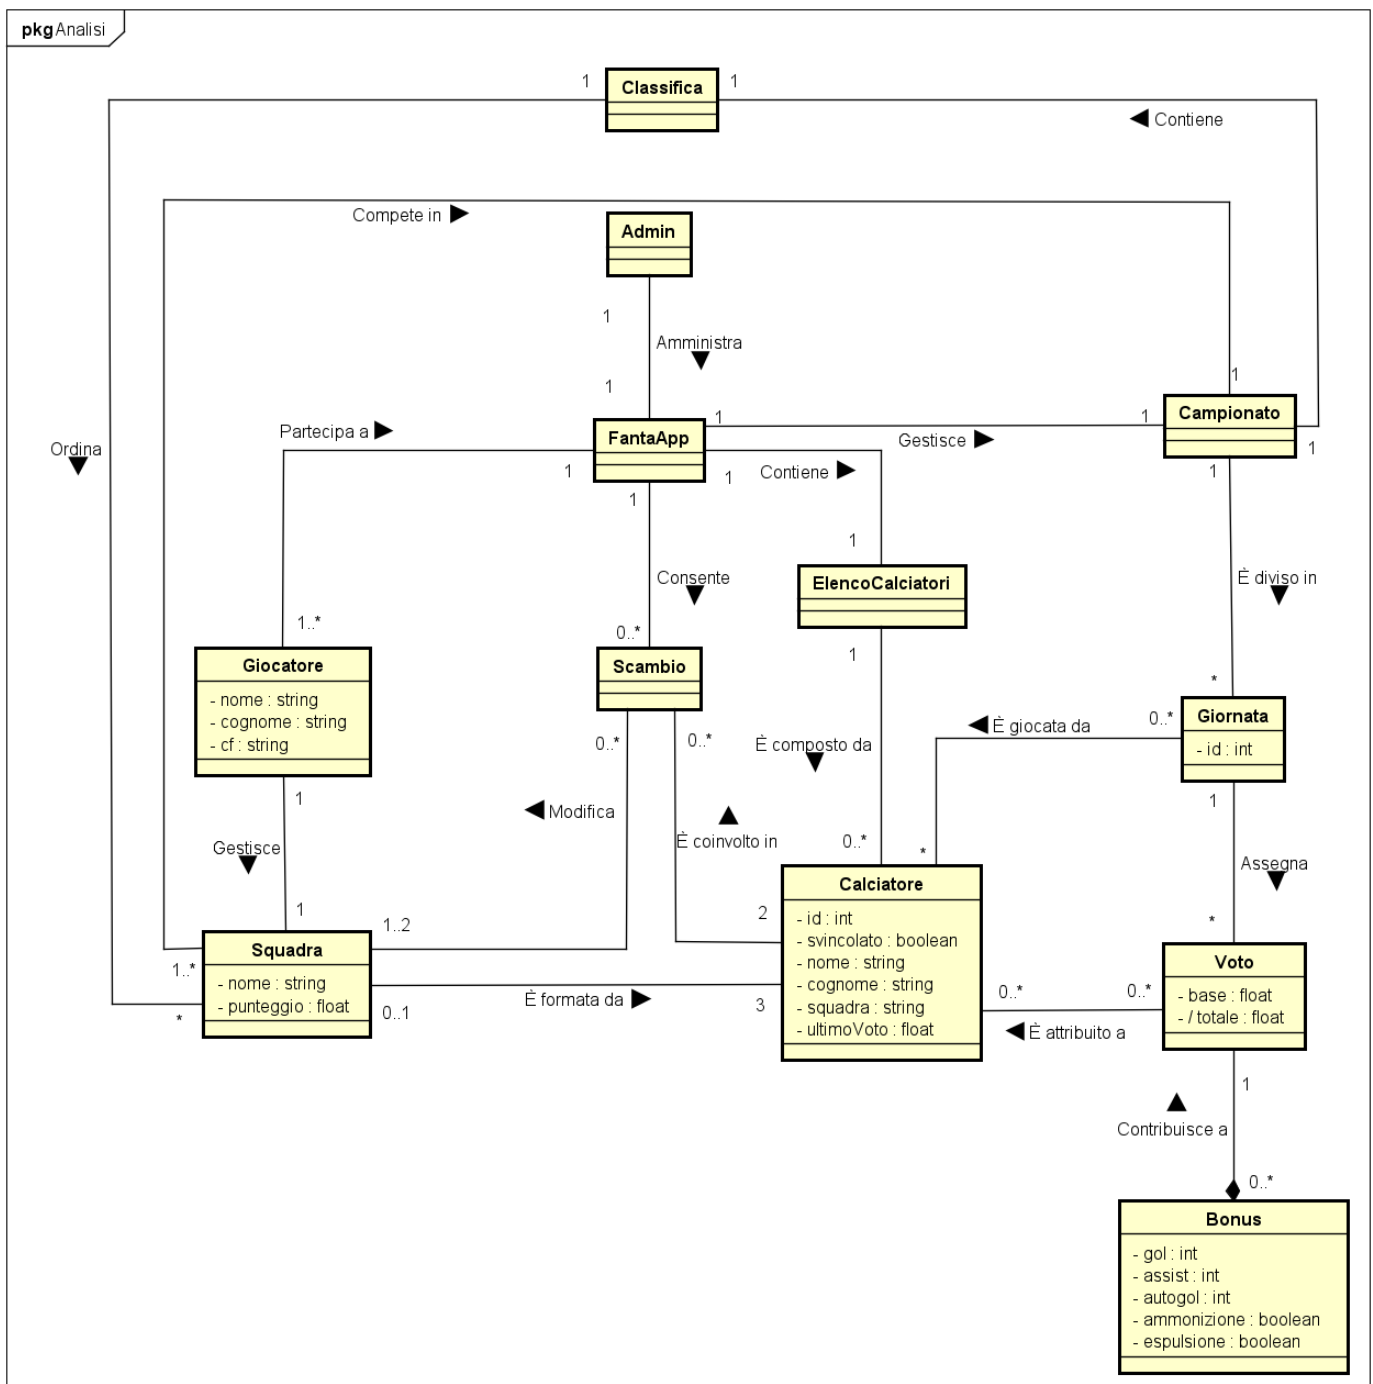 pkg Analisi
1
Classifica
1
◀ Contiene
Compete in ▶
Admin
1
Amministra
▼
1
1
Campionato
Partecipa a ▶
FantaApp
1
1
Gestisce ▶
1
Ordina
▼
1
1
1
Contiene ▶
1
1
Consente
▼
ElencoCalciatori
È diviso in
▼
1..*
0..*
1
*
Giocatore
- nome : string
- cognome : string
- cf : string
Scambio
0..*
0..*
È composto da
▼
◀ È giocata da
0..*
Giornata
- id : int
1
◀ Modifica
▲
È coinvolto in
0..*
*
1
Gestisce
▼
Assegna
▼
1
1..2
2
*
Squadra
- nome : string
- punteggio : float
1..*
*
0..1
È formata da ▶
3
Calciatore
- id : int
- svincolato : boolean
- nome : string
- cognome : string
- squadra : string
- ultimoVoto : float
0..*
0..*
◀ È attribuito a
Voto
- base : float
- / totale : float
1
▲
Contribuisce a
0..*
Bonus
- gol : int
- assist : int
- autogol : int
- ammonizione : boolean
- espulsione : boolean